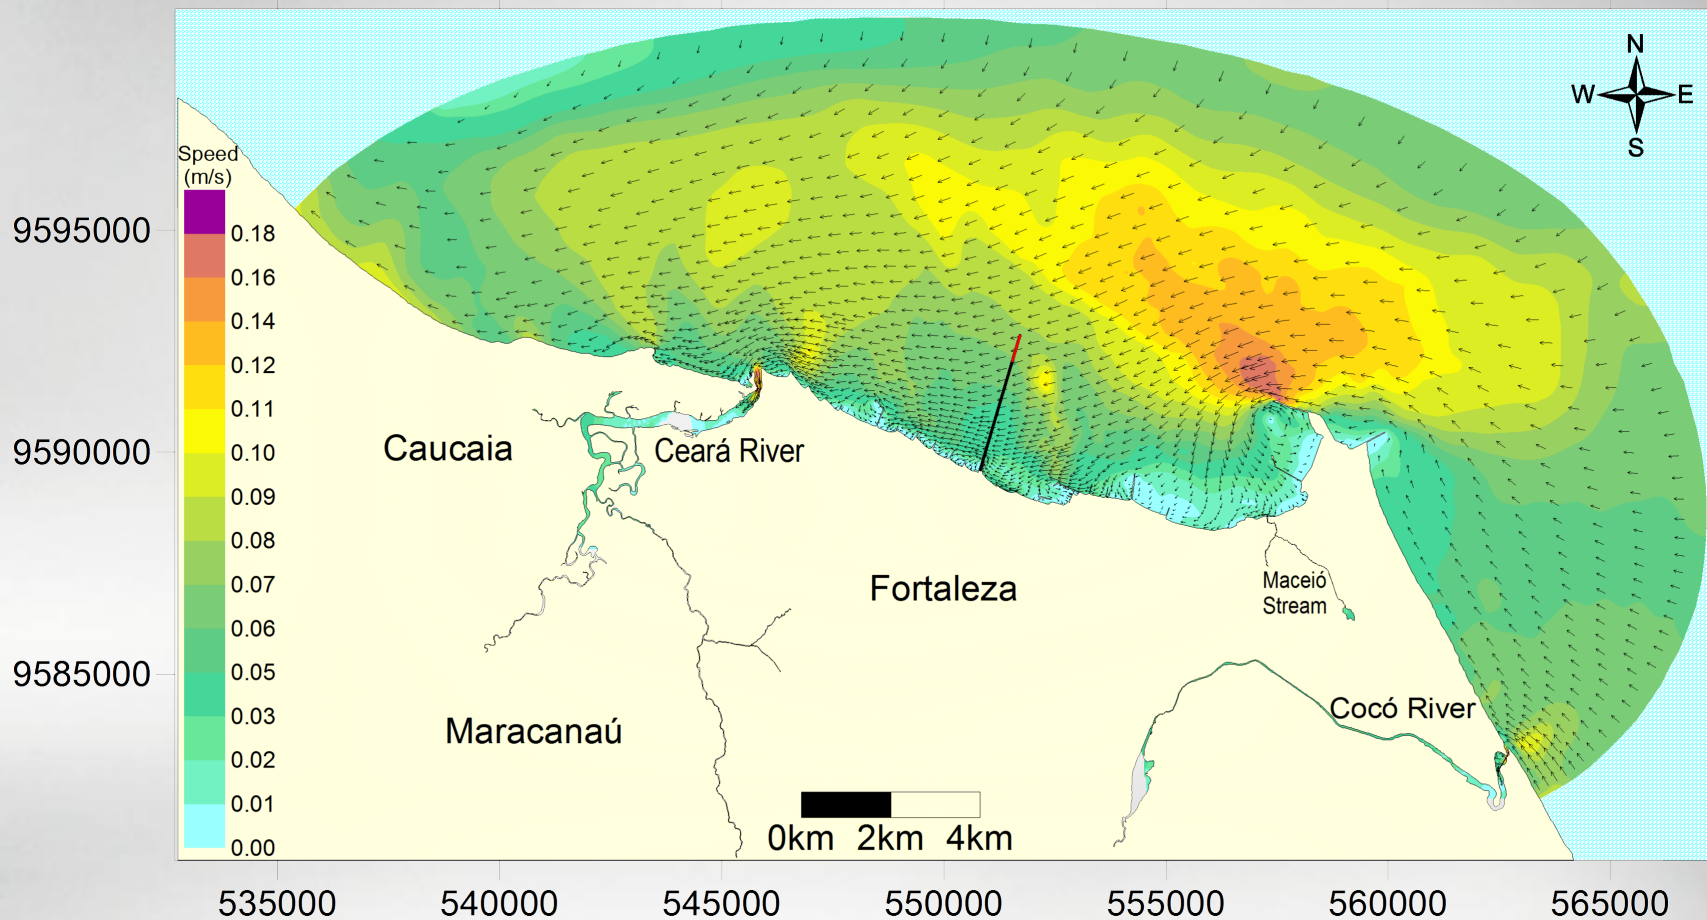 N
W E
S
Speed
(m/s)
0.18
0.16
0.14
0.12
0.11
0.10
0.09
0.08
0.07
0.06
0.05
0.03
0.02
0.01
0.00
9595000
9590000
9585000
Caucaia
Ceará River
Fortaleza
Maceió
Stream
Maracanaú
Cocó River
0km 2km 4km
535000 540000 545000 550000 555000 560000 565000